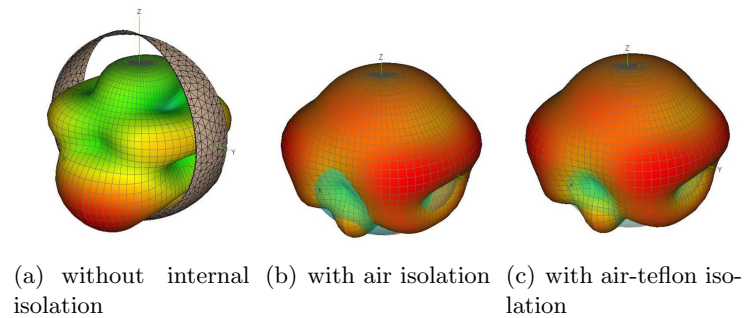 Z
Y
Z
X
Z
X
Y
(a) without internal isolation
(b) with air isolation
(c) with air-teflon iso-
lation